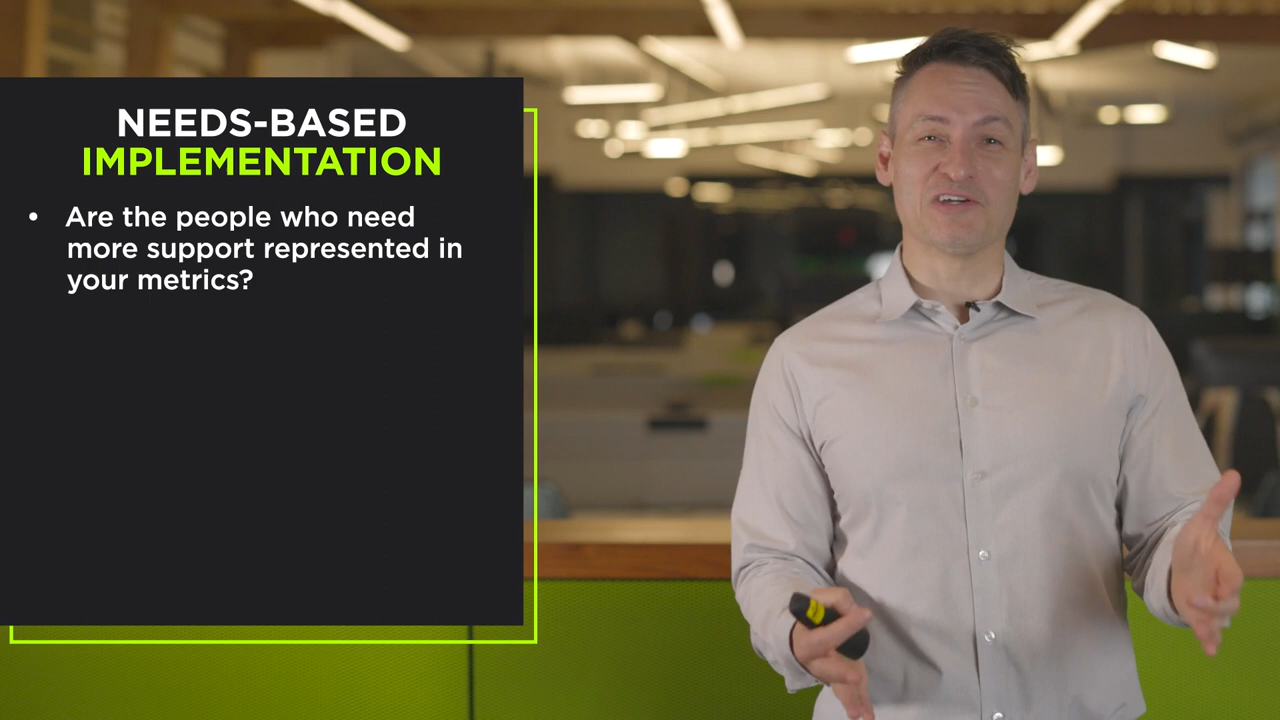 NEEDS-BASED
IMPLEMENTATION
• Are the people who need
more support represented in
your metrics?